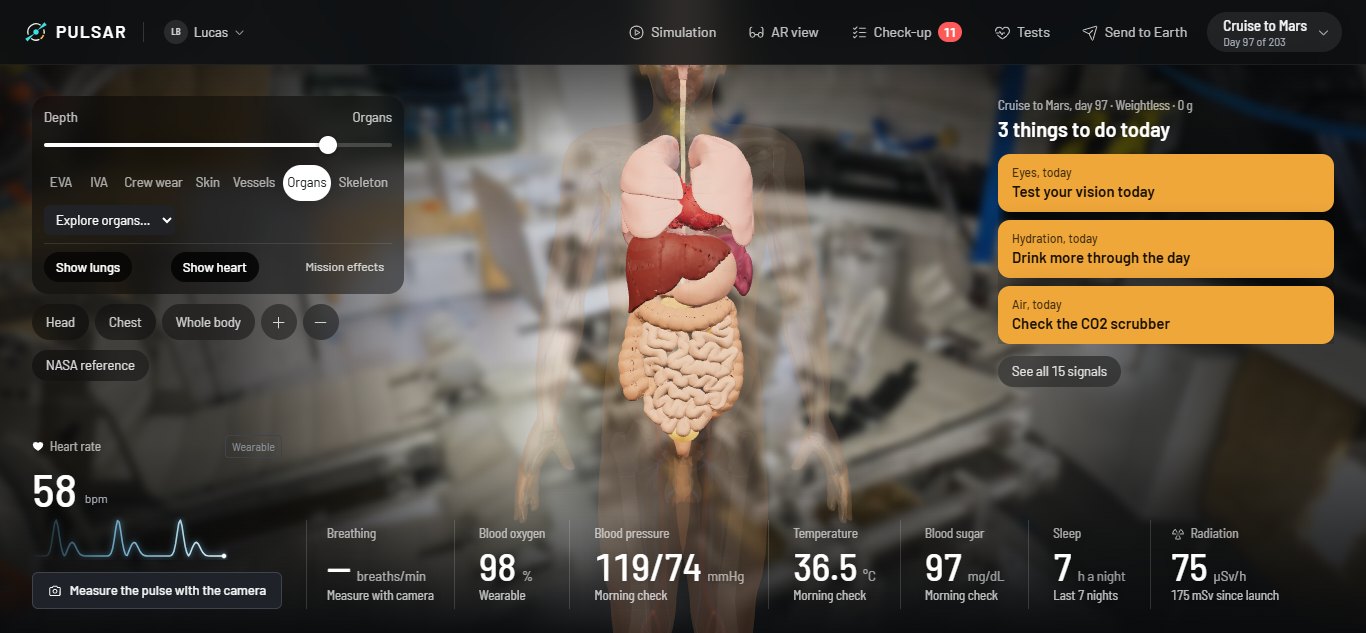 PULSAR
LB Lucas
Simulation
AR view
Check-up 11
Tests
Send to Earth
Cruise to Mars
Day 97 of 203
Depth Organs
EVA IVA Crew wear Skin Vessels Organs Skeleton
Explore organs...
Show lungs Show heart Mission effects
Head Chest Whole body + −
NASA reference
Cruise to Mars, day 97 · Weightless · 0 g
3 things to do today
Eyes, today
Test your vision today
Hydration, today
Drink more through the day
Air, today
Check the CO2 scrubber
See all 15 signals
Heart rate Wearable
58 bpm
Measure the pulse with the camera
Breathing
— breaths/min
Measure with camera
Blood oxygen
98 %
Wearable
Blood pressure
119/74 mmHg
Morning check
Temperature
36.5 °C
Morning check
Blood sugar
97 mg/dL
Morning check
Sleep
7 h a night
Last 7 nights
Radiation
75 µSv/h
175 mSv since launch